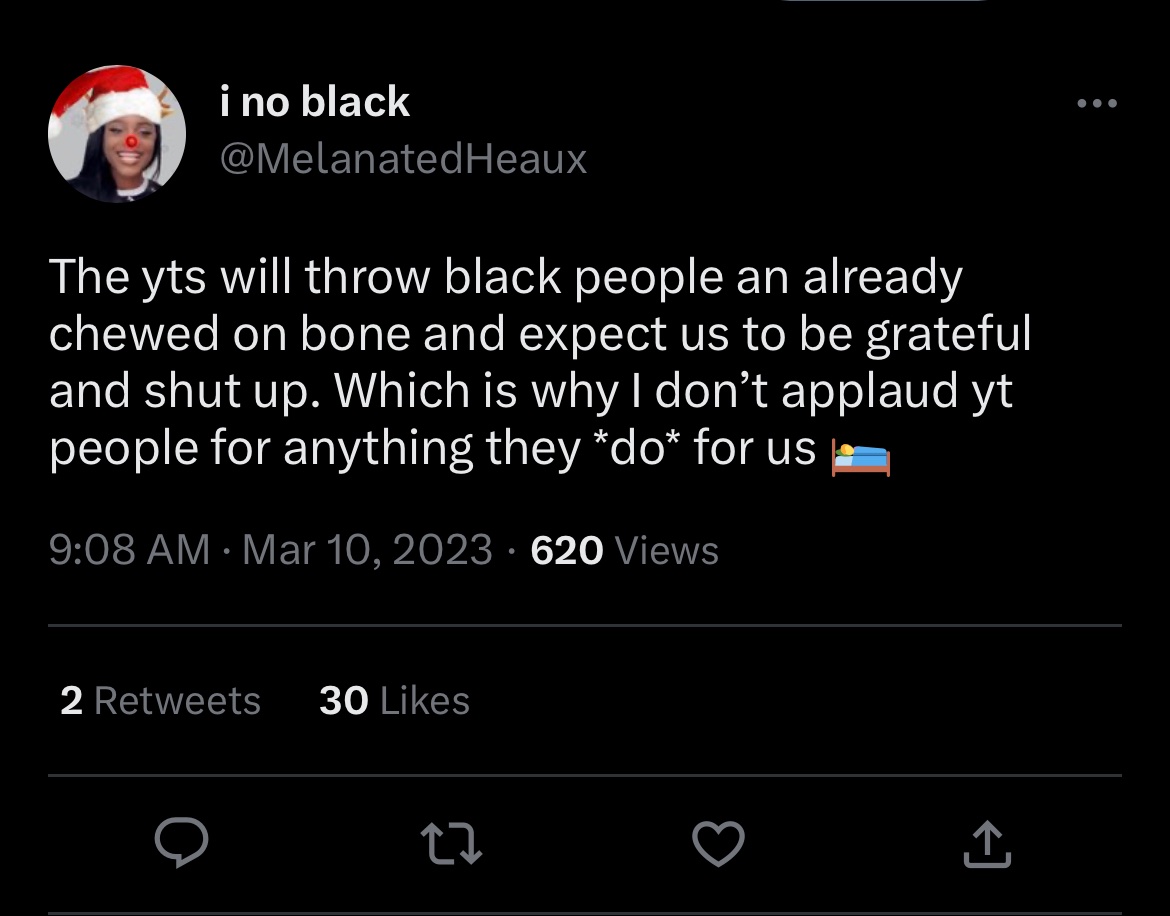 i no black
@MelanatedHeaux
The yts will throw black people an already
chewed on bone and expect us to be grateful
and shut up. Which is why I don’t applaud yt
people for anything they *do* for us 🛌
9:08 AM · Mar 10, 2023 · 620 Views
2 Retweets 30 Likes